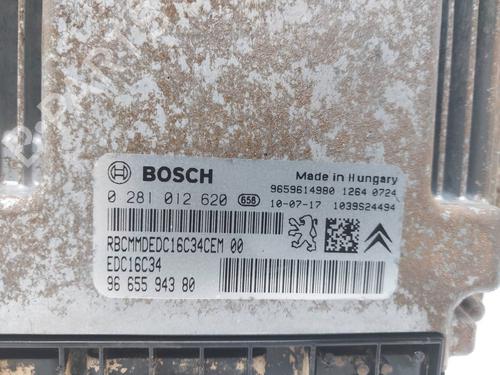 BOSCH
Made in Hungary
9659614980 1264 0724
0 281 012 620 658 10-07-17 1039S24494
RBCMMDEDC16C34CEM 00
EDC16C34
96 655 943 80